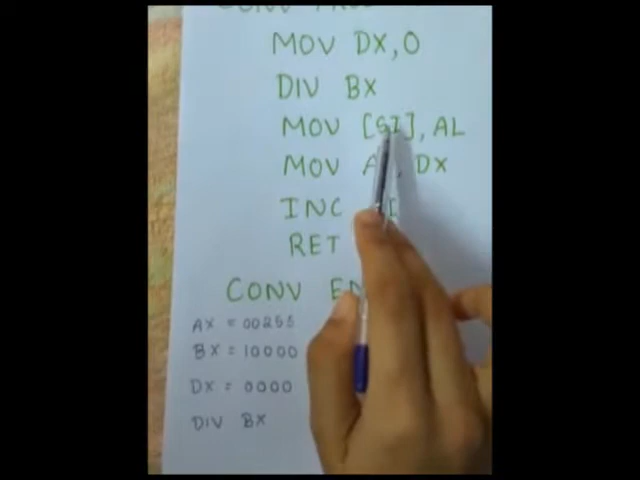 MOV DX, 0
DIV BX
MOV [SI], AL
MOV DX
INC
RET
CONV
AX = 00255
BX = 10000
DX = 0000
DIV BX